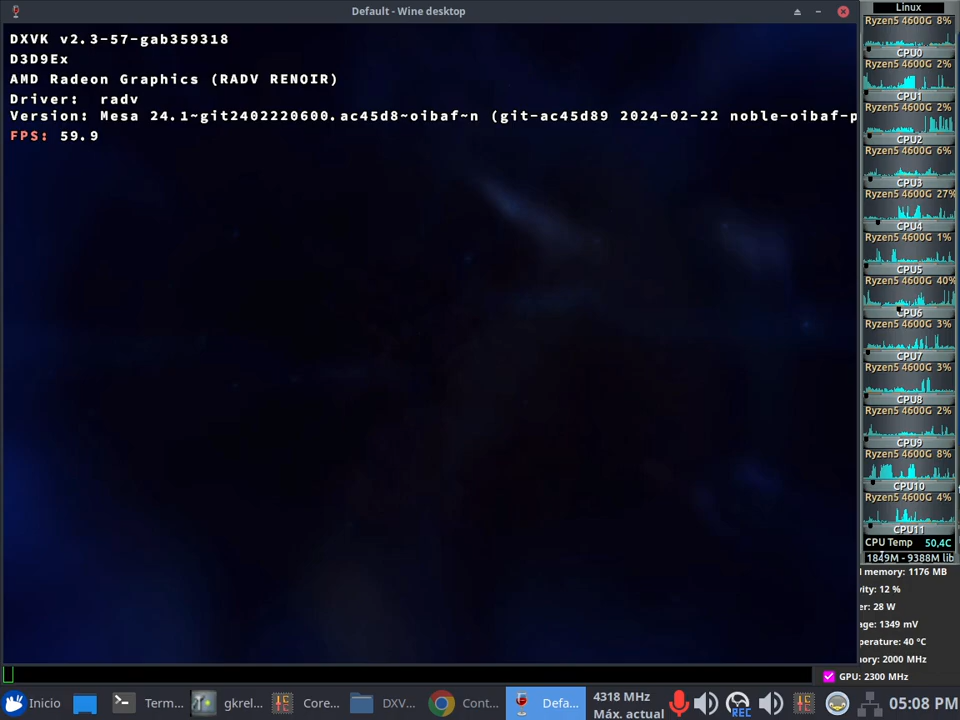 Default - Wine desktop
DXVK v2.3-57-gab359318
D3D9Ex
AMD Radeon Graphics (RADV RENOIR)
Driver: radv
Version: Mesa 24.1~git2402220600.ac45d8~oibaf~n (git-ac45d89 2024-02-22 noble-oibaf-p
FPS: 59.9
Linux
Ryzen5 4600G 8%
CPU0
Ryzen5 4600G 2%
CPU1
Ryzen5 4600G 2%
CPU2
Ryzen5 4600G 6%
CPU3
Ryzen5 4600G 27%
CPU4
Ryzen5 4600G 1%
CPU5
Ryzen5 4600G 40%
CPU6
Ryzen5 4600G 3%
CPU7
Ryzen5 4600G 3%
CPU8
Ryzen5 4600G 2%
CPU9
Ryzen5 4600G 8%
CPU10
Ryzen5 4600G 4%
CPU11
CPU Temp 50,4C
1849M - 9388M lib
memory: 1176 MB
vity: 12 %
er: 28 W
age: 1349 mV
perature: 40 °C
nory: 2000 MHz
GPU: 2300 MHz
Inicio
Term...
gkrel...
Core...
DXV...
Cont...
Defa...
4318 MHz
Máx. actual
REC
05:08 PM